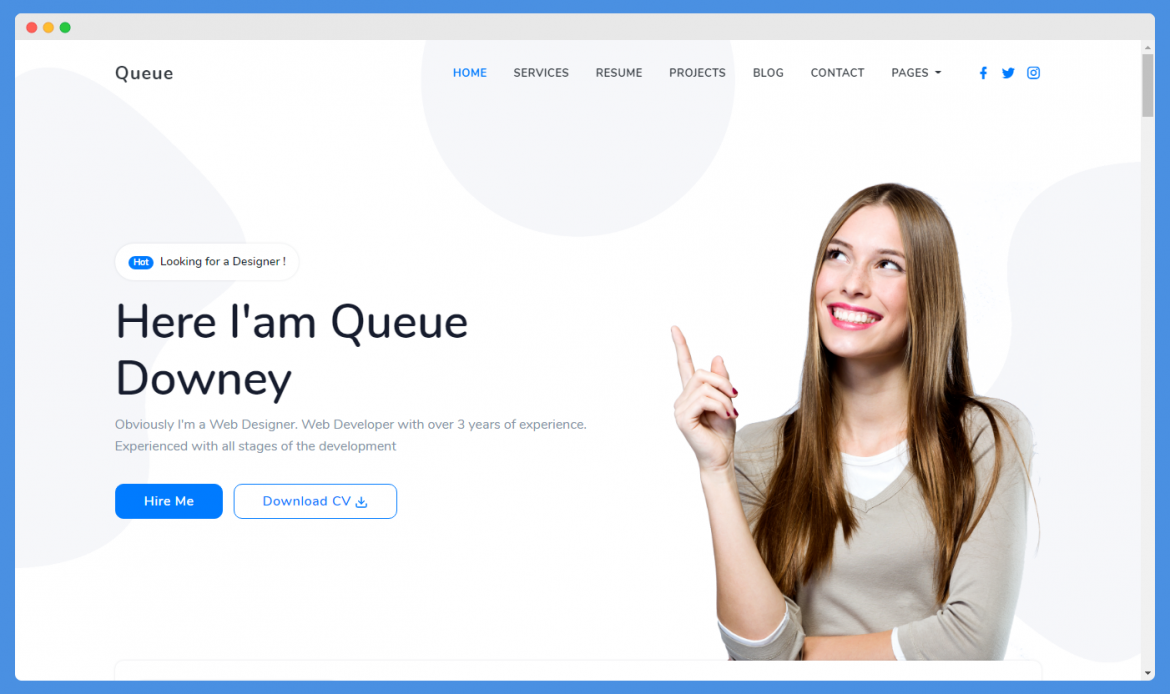 Queue
HOME SERVICES RESUME PROJECTS BLOG CONTACT PAGES
Hot Looking for a Designer !
Here I'am Queue
Downey
Obviously I'm a Web Designer. Web Developer with over 3 years of experience.
Experienced with all stages of the development
Hire Me Download CV